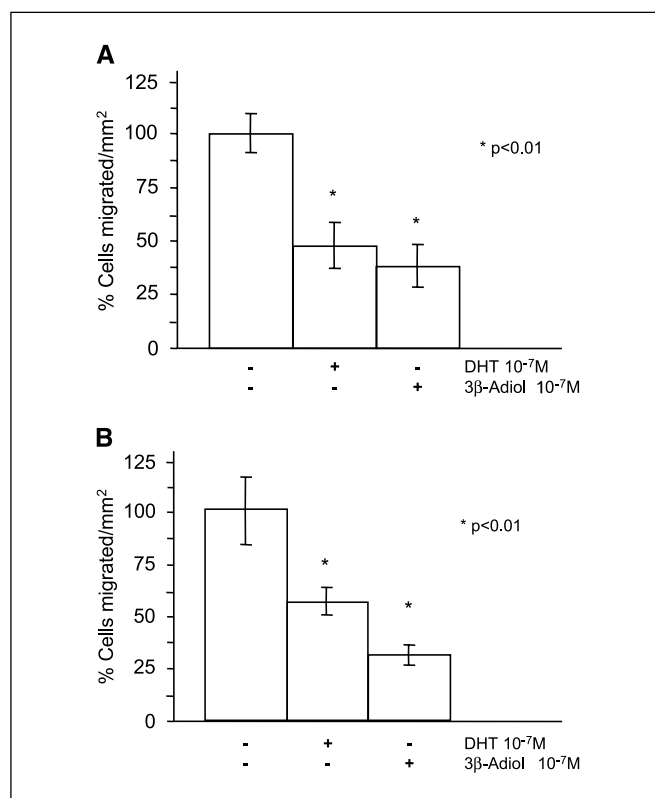 A
125
100
75
50
25
0
% Cells migrated/mm²
* p<0.01
*
*
- + - DHT 10⁻⁷M
- - + 3β-Adiol 10⁻⁷M
B
125
100
75
50
25
0
% Cells migrated/mm²
* p<0.01
*
*
- + - DHT 10⁻⁷M
- - + 3β-Adiol 10⁻⁷M